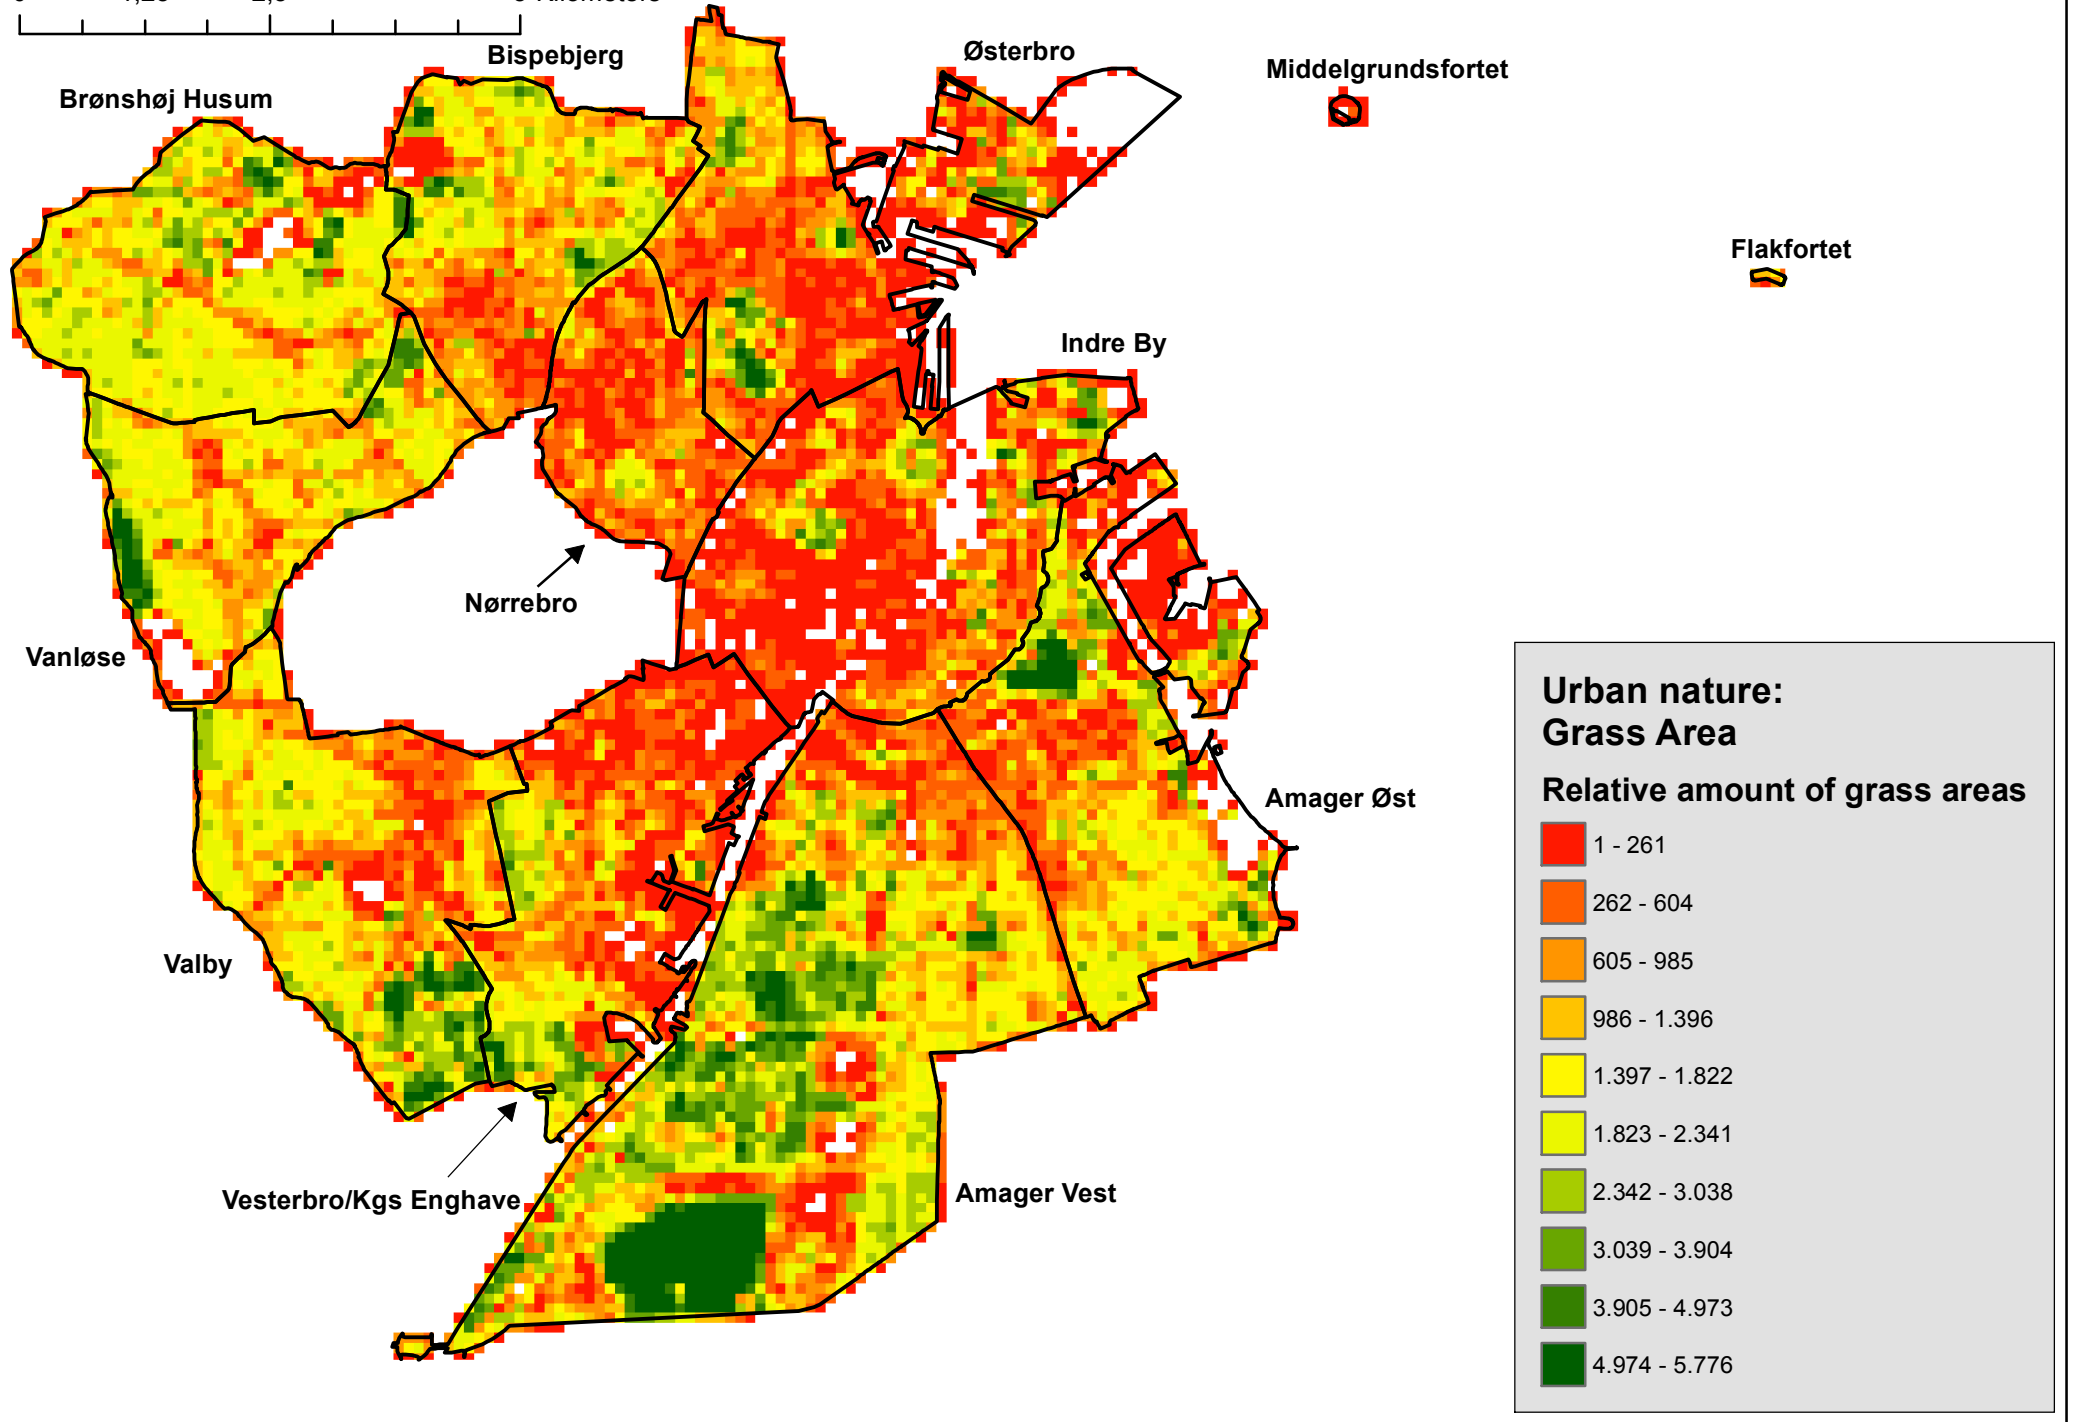 Kilometers
Bispebjerg
Østerbro
Middelgrundsfortet
Brønshøj Husum
Flakfortet
Indre By
Nørrebro
Vanløse
Amager Øst
Valby
Vesterbro/Kgs Enghave
Amager Vest
Urban nature:
Grass Area
Relative amount of grass areas
1 - 261
262 - 604
605 - 985
986 - 1.396
1.397 - 1.822
1.823 - 2.341
2.342 - 3.038
3.039 - 3.904
3.905 - 4.973
4.974 - 5.776